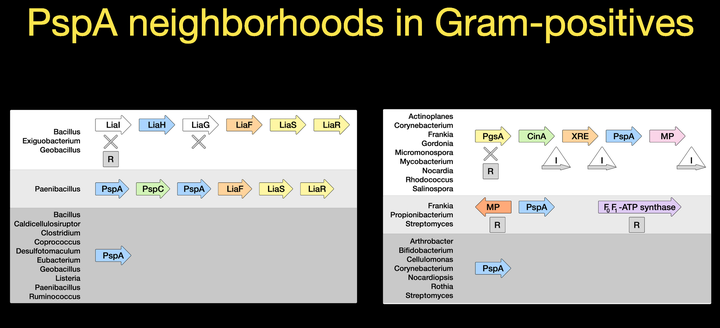 PspA neighborhoods in Gram-positives
Bacillus
Exiguobacterium
Geobacillus
LiaI LiaH LiaG LiaF LiaS LiaR
R
Paenibacillus
PspA PspC PspA LiaF LiaS LiaR
Bacillus
Caldicellulosiruptor
Clostridium
Coprococcus
Desulfotomaculum
Eubacterium
Geobacillus
Listeria
Paenibacillus
Ruminococcus
PspA
Actinoplanes
Corynebacterium
Frankia
Gordonia
Micromonospora
Mycobacterium
Nocardia
Rhodococcus
Salinospora
PgsA CinA XRE PspA MP
R I I I
Frankia
Propionibacterium
Streptomyces
MP PspA F0F1-ATP synthase
R R
Arthrobacter
Bifidobacterium
Cellulomonas
Corynebacterium
Nocardiopsis
Rothia
Streptomyces
PspA